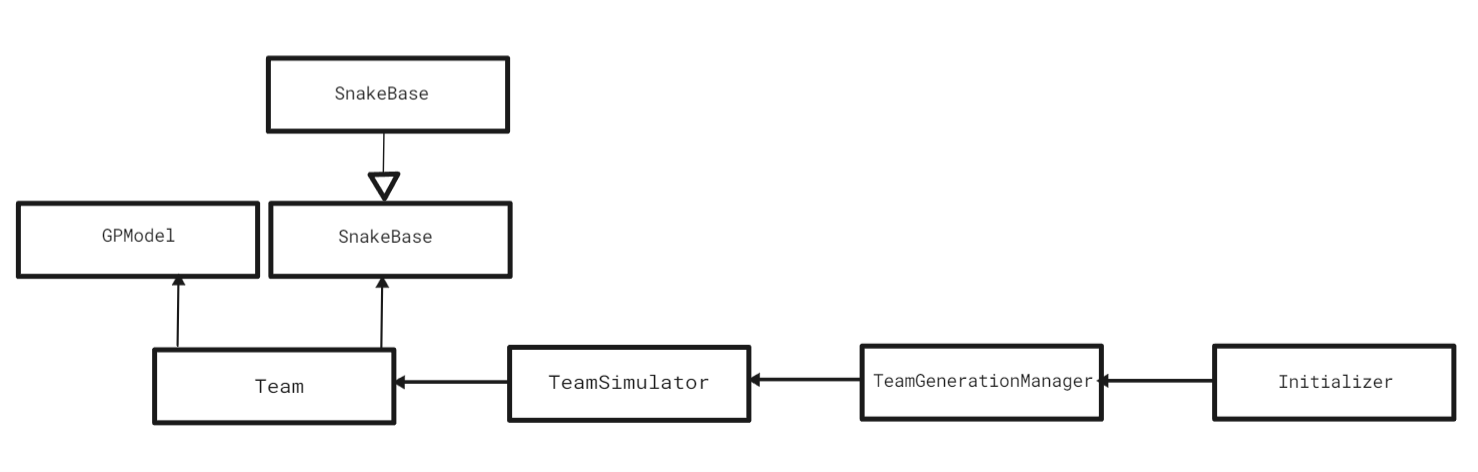 SnakeBase
GPModel
SnakeBase
Team
TeamSimulator
TeamGenerationManager
Initializer